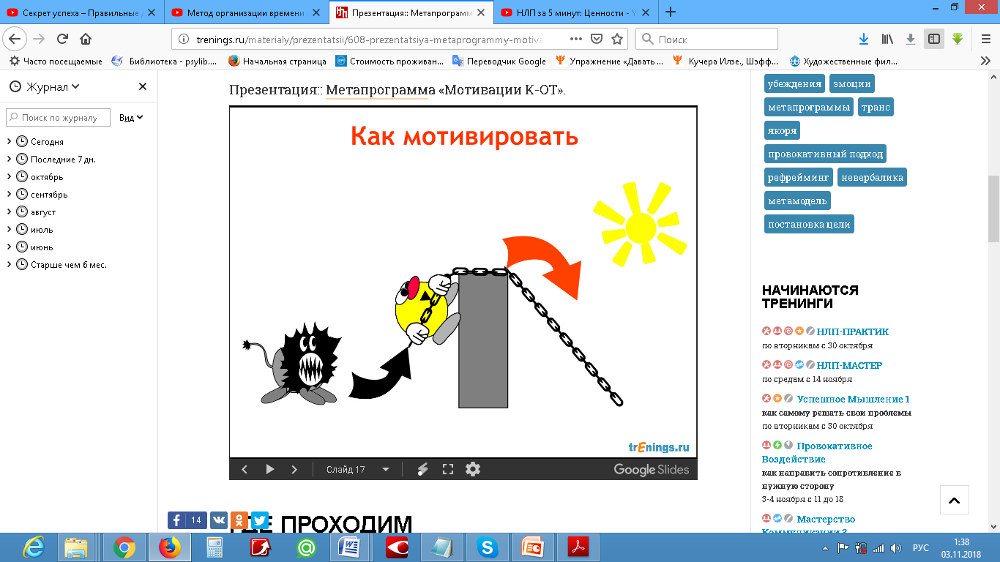 Секрет успеха – Правильные
Метод организации времени
Презентация:: Метапрограмм
НЛП за 5 минут: Ценности - Y
trenings.ru/materialy/prezentatsii/608-prezentatsiya-metaprogrammy-motiva
Поиск
Часто посещаемые
Библиотека - psylib....
Начальная страница
Стоимость проживан...
Переводчик Google
Упражнение «Давать ...
Кучера Илзе., Шэфф...
Художественные фил...
Журнал
Поиск по журналу
Вид
Сегодня
Последние 7 дн.
октябрь
сентябрь
август
июль
июнь
Старше чем 6 мес.
Презентация:: Метапрограмма «Мотивации К-ОТ».
Как мотивировать
trEnings.ru
Слайд 17
Google Slides
14
ГДЕ ПРОХОДИМ
убеждения эмоции
метапрограммы транс
якоря
провокативный подход
рефрейминг невербалика
метамодель
постановка цели
НАЧИНАЮТСЯ
ТРЕНИНГИ
НЛП-ПРАКТИК
по вторникам с 30 октября
НЛП-МАСТЕР
по средам с 14 ноября
Успешное Мышление 1
как самому решать свои проблемы
по вторникам с 30 октября
Провокативное
Воздействие
как направить сопротивление в
нужную сторону
3-4 ноября с 11 до 18
Мастерство
Коммуникации 3
РУС
1:38
03.11.2018